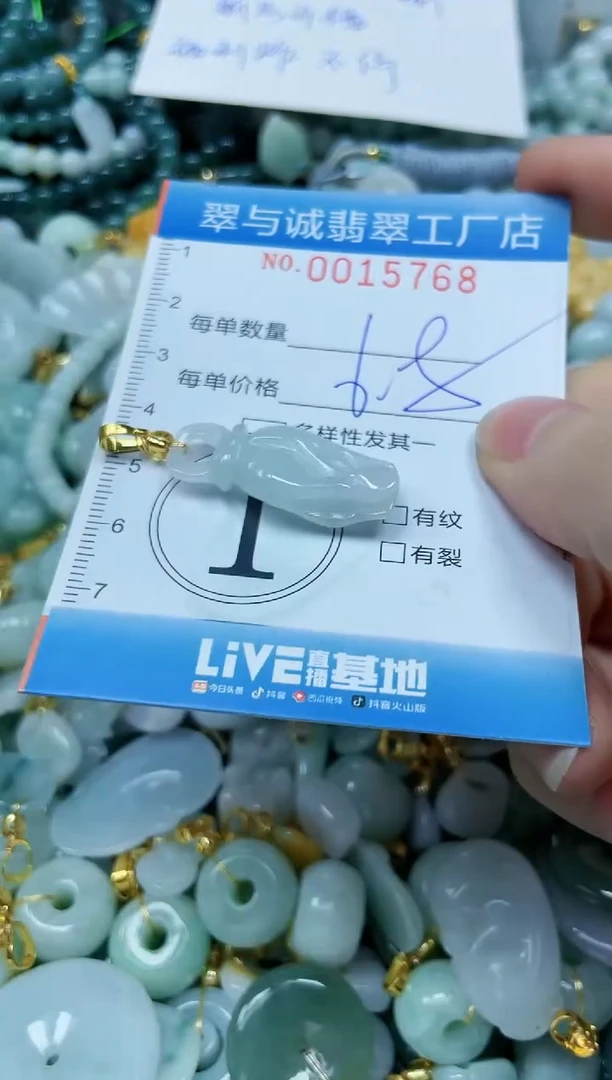 翠与诚翡翠工厂店
NO.0015768
每单数量
每单价格
多样性发其一
1
有纹
有裂
1
2
3
4
5
6
7
LiVE直播基地
今日头条 抖音 西瓜视频 抖音火山版